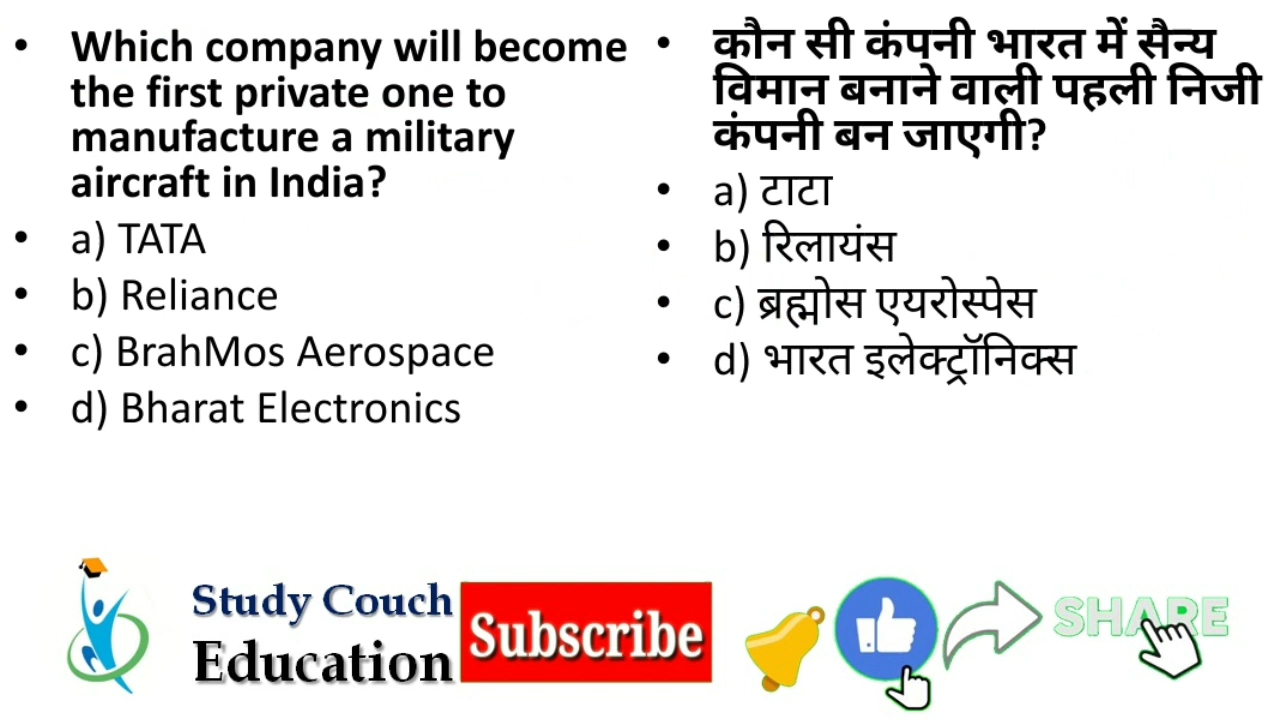 • Which company will become
the first private one to
manufacture a military
aircraft in India?
• a) TATA
• b) Reliance
• c) BrahMos Aerospace
• d) Bharat Electronics
• कौन सी कंपनी भारत में सैन्य
विमान बनाने वाली पहली निजी
कंपनी बन जाएगी?
• a) टाटा
• b) रिलायंस
• c) ब्रह्मोस एयरोस्पेस
• d) भारत इलेक्ट्रॉनिक्स
Study Couch
Education
Subscribe
SHARE